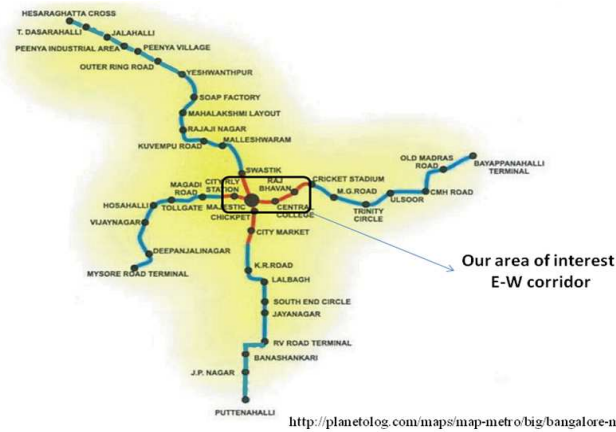 HESARAGHATTA CROSS
T. DASARAHALLI
JALAHALLI
PEENYA INDUSTRIAL AREA
PEENYA VILLAGE
OUTER RING ROAD
YESHWANTHPUR
SOAP FACTORY
MAHALAKSHMI LAYOUT
RAJAJI NAGAR
KUVEMPU ROAD
MALLESHWARAM
SWASTIK
OLD MADRAS
ROAD
BAYAPPANAHALLI
TERMINAL
CRICKET STADIUM
M.G.ROAD
TRINITY
CIRCLE
ULSOOR
CMH ROAD
RAJ
BHAVAN
CENTRAL
COLLEGE
MAGADI
ROAD
STATION
MAJESTIC
CHICKPET
HOSAHALLI
TOLLGATE
VIJAYNAGAR
DEEPANJALINAGAR
MYSORE ROAD TERMINAL
CITY MARKET
K.R.ROAD
LALBAGH
SOUTH END CIRCLE
JAYANAGAR
RV ROAD TERMINAL
BANASHANKARI
J.P. NAGAR
PUTTENAHALLI
Our area of interest
E-W corridor
http://planetolog.com/maps/map-metro/big/bangalore-